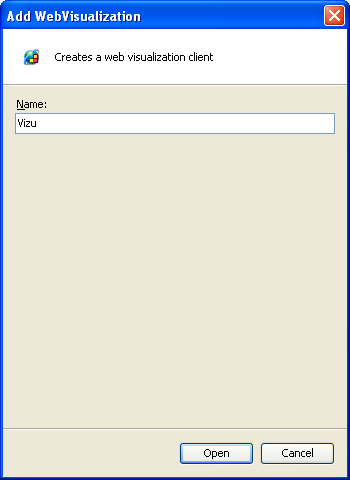 Add WebVisualization
Creates a web visualization client
Name:
Vizu
Open
Cancel